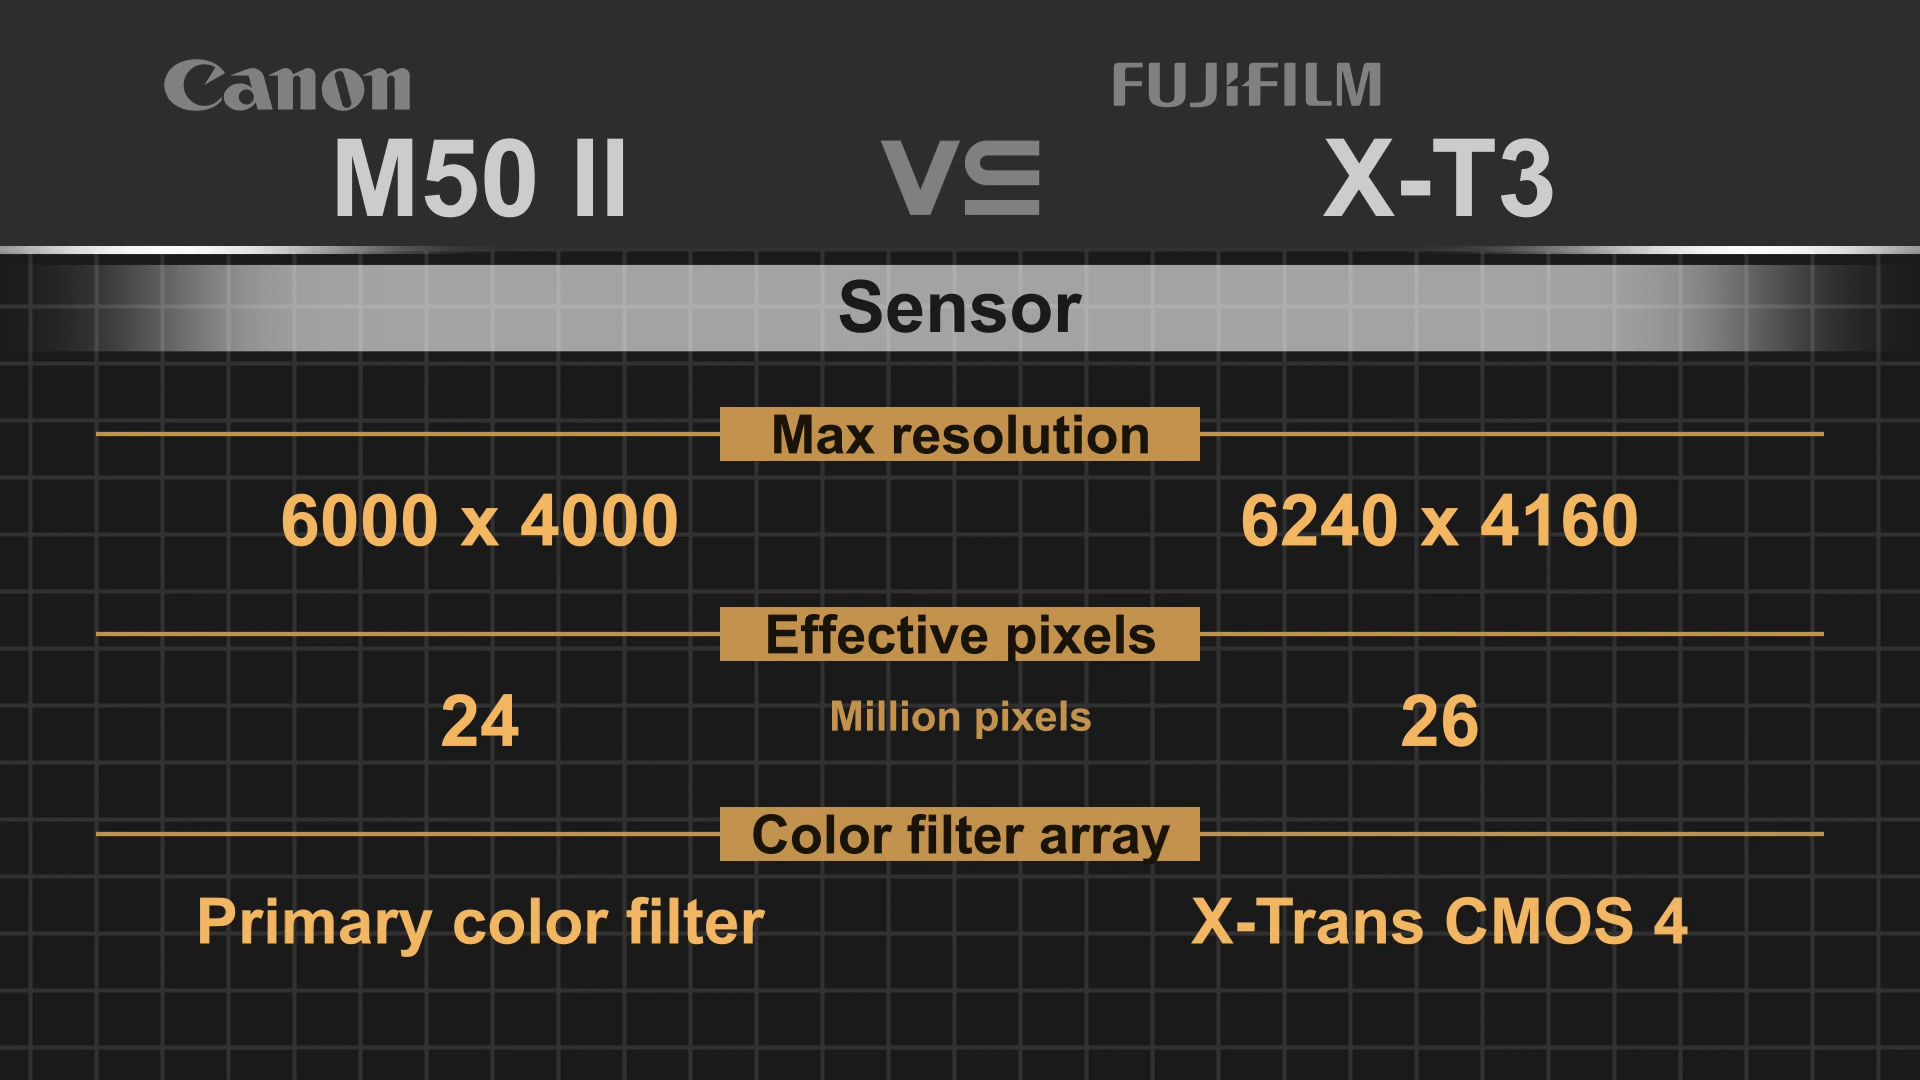 Canon
M50 II
VS
FUJIFILM
X-T3
Sensor
Max resolution
6000 x 4000
6240 x 4160
Effective pixels
24
Million pixels
26
Color filter array
Primary color filter
X-Trans CMOS 4